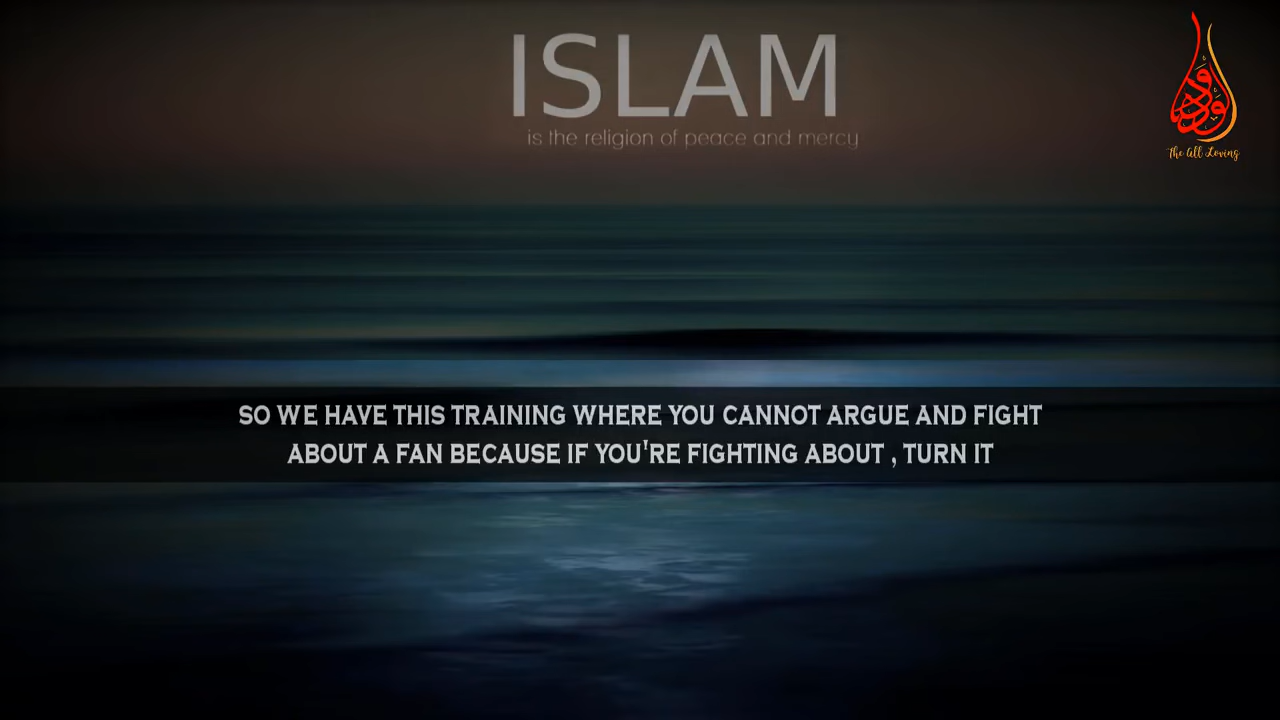 ISLAM
is the religion of peace and mercy
ودود
The All Loving
SO WE HAVE THIS TRAINING WHERE YOU CANNOT ARGUE AND FIGHT
ABOUT A FAN BECAUSE IF YOU'RE FIGHTING ABOUT , TURN IT